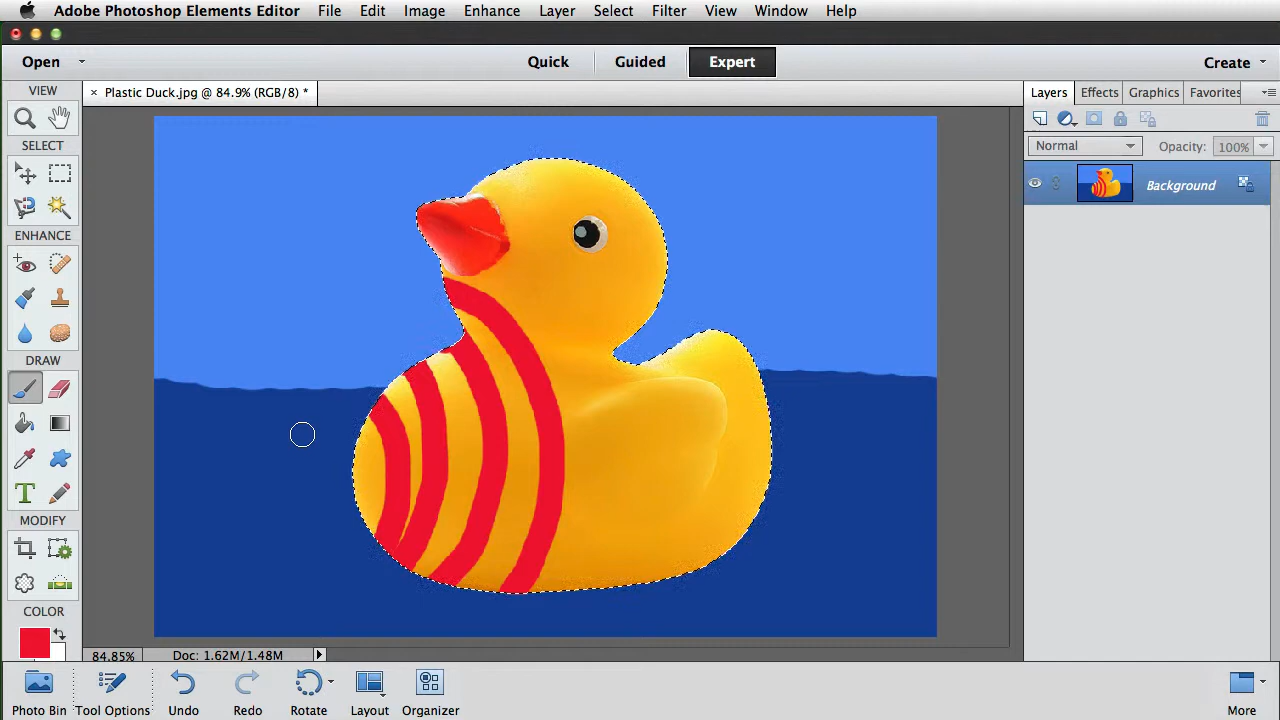 Adobe Photoshop Elements Editor File Edit Image Enhance Layer Select Filter View Window Help
Open Quick Guided Expert Create
VIEW
× Plastic Duck.jpg @ 84.9% (RGB/8) *
Layers Effects Graphics Favorites
SELECT
Normal Opacity: 100%
Background
ENHANCE
DRAW
T
MODIFY
COLOR
84.85% Doc: 1.62M/1.48M
Photo Bin Tool Options Undo Redo Rotate Layout Organizer More